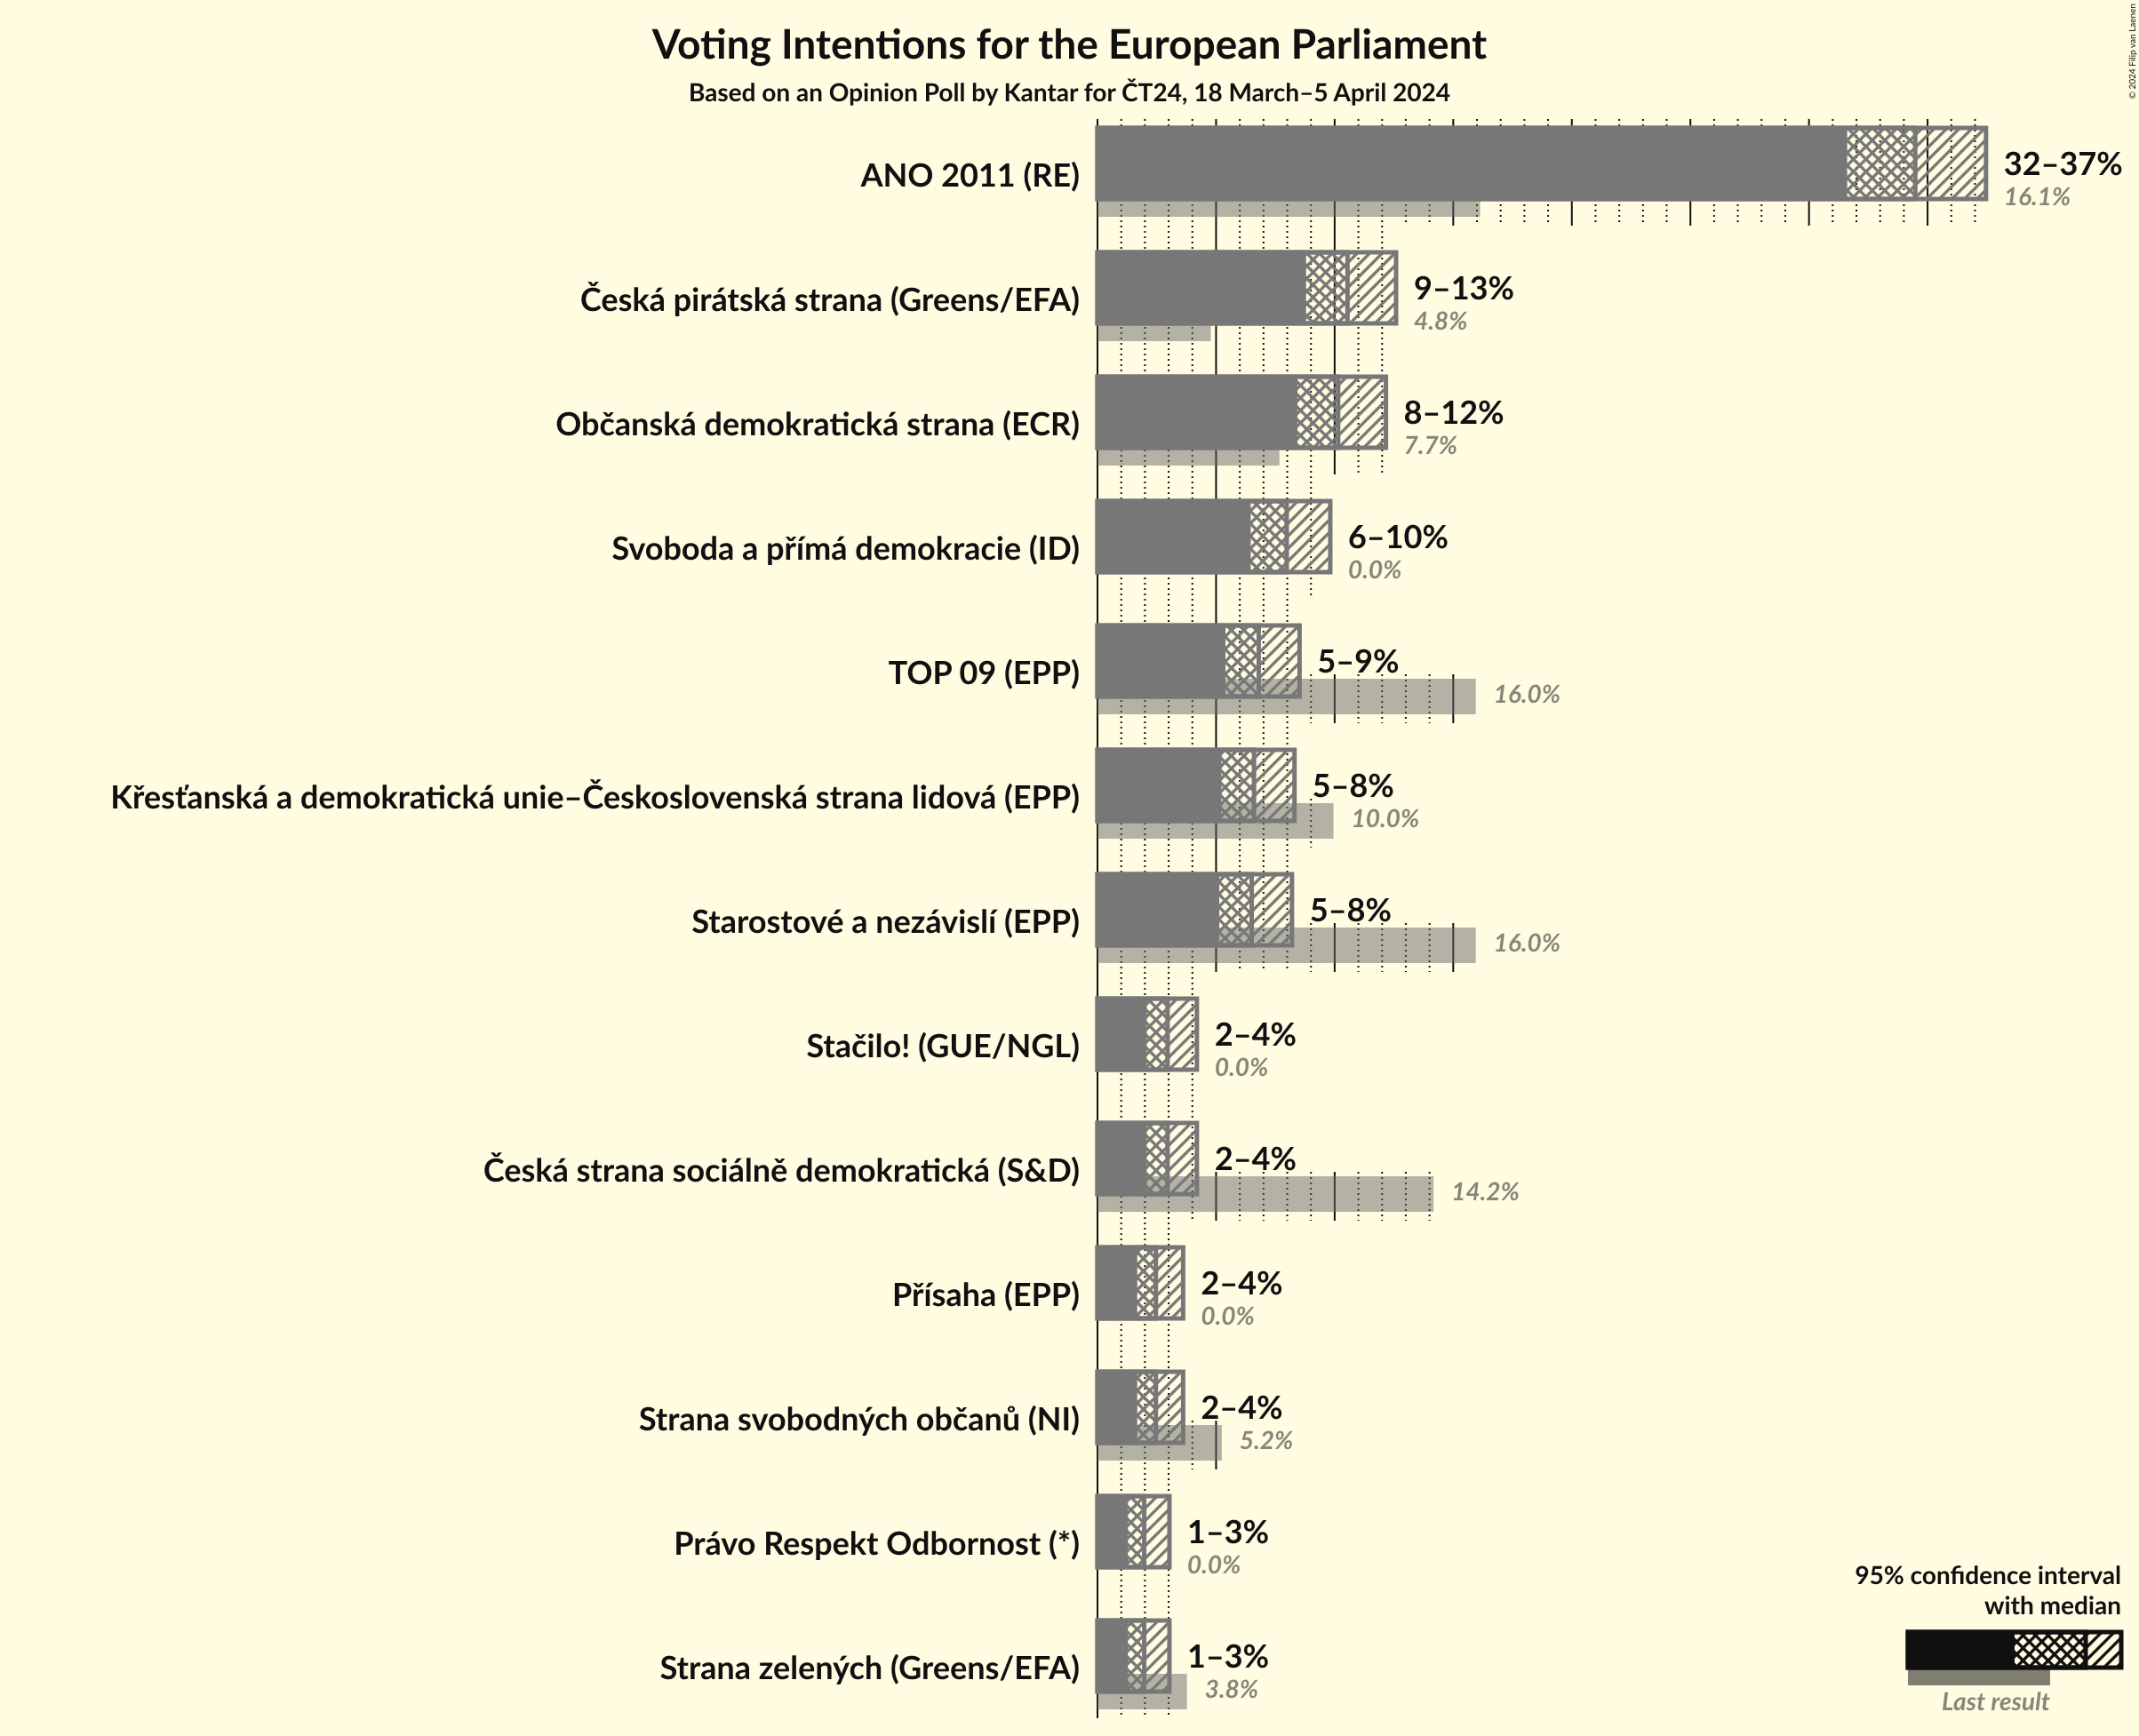 Voting Intentions for the European Parliament
Based on an Opinion Poll by Kantar for ČT24, 18 March–5 April 2024
© 2024 Filip van Laenen
ANO 2011 (RE)
32–37%
16.1%
Česká pirátská strana (Greens/EFA)
9–13%
4.8%
Občanská demokratická strana (ECR)
8–12%
7.7%
Svoboda a přímá demokracie (ID)
6–10%
0.0%
TOP 09 (EPP)
5–9%
16.0%
Křesťanská a demokratická unie–Československá strana lidová (EPP)
5–8%
10.0%
Starostové a nezávislí (EPP)
5–8%
16.0%
Stačilo! (GUE/NGL)
2–4%
0.0%
Česká strana sociálně demokratická (S&D)
2–4%
14.2%
Přísaha (EPP)
2–4%
0.0%
Strana svobodných občanů (NI)
2–4%
5.2%
Právo Respekt Odbornost (*)
1–3%
0.0%
Strana zelených (Greens/EFA)
1–3%
3.8%
95% confidence interval
with median
Last result